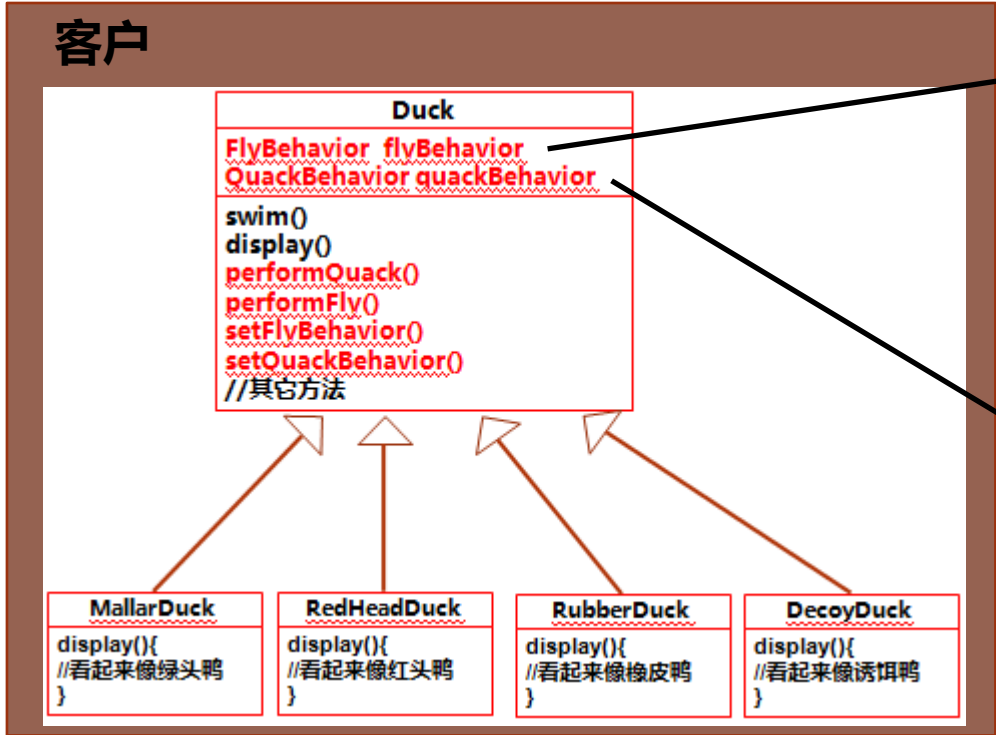 客户
Duck
FlyBehavior flyBehavior
QuackBehavior quackBehavior
swim()
display()
performQuack()
performFly()
setFlyBehavior()
setQuackBehavior()
//其它方法
MallarDuck
display(){
//看起来像绿头鸭
}
RedHeadDuck
display(){
//看起来像红头鸭
}
RubberDuck
display(){
//看起来像橡皮鸭
}
DecoyDuck
display(){
//看起来像诱饵鸭
}